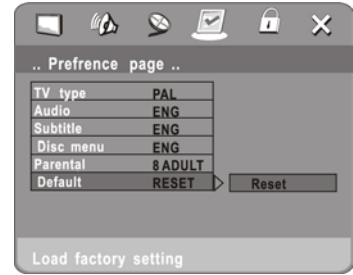 .. Prefrence page ..
TV type PAL
Audio ENG
Subtitle ENG
Disc menu ENG
Parental 8 ADULT
Default RESET Reset
Load factory setting